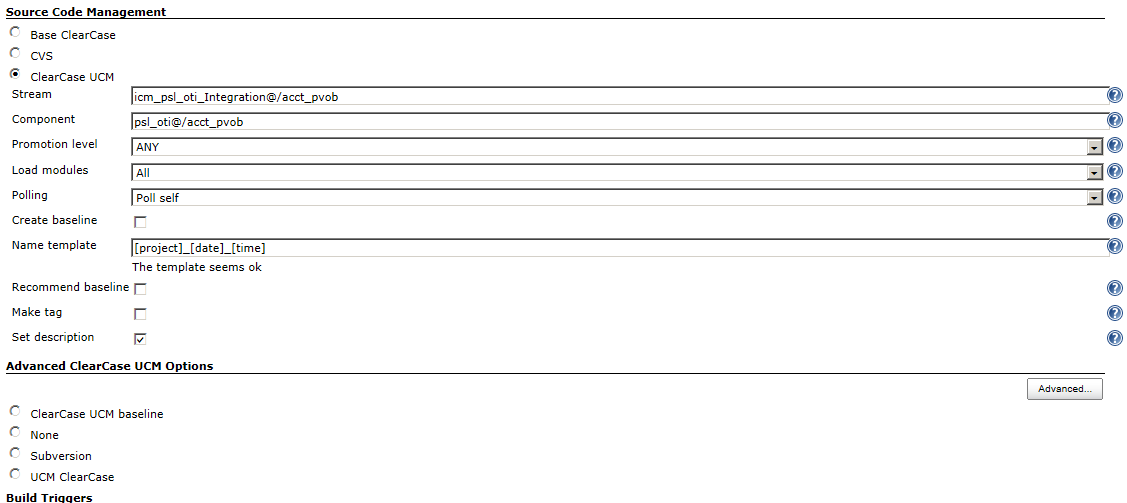 Source Code Management
Base ClearCase
CVS
ClearCase UCM
Stream icm_psl_oti_Integration@/acct_pvob ?
Component psl_oti@/acct_pvob ?
Promotion level ANY ?
Load modules All ?
Polling Poll self ?
Create baseline ?
Name template [project]_[date]_[time] ?
The template seems ok
Recommend baseline ?
Make tag ?
Set description ?
Advanced ClearCase UCM Options
Advanced...
ClearCase UCM baseline
None
Subversion
UCM ClearCase
Build Triggers